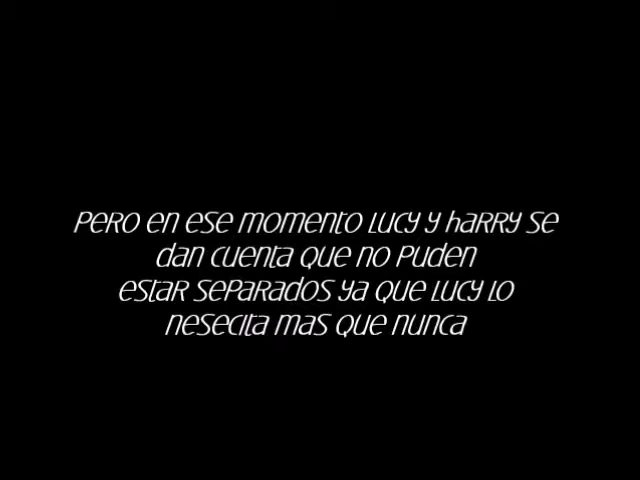 Pero en ese momento Lucy y Harry se
dan cuenta que no puden
estar separados ya que Lucy lo
nesecita mas que nunca